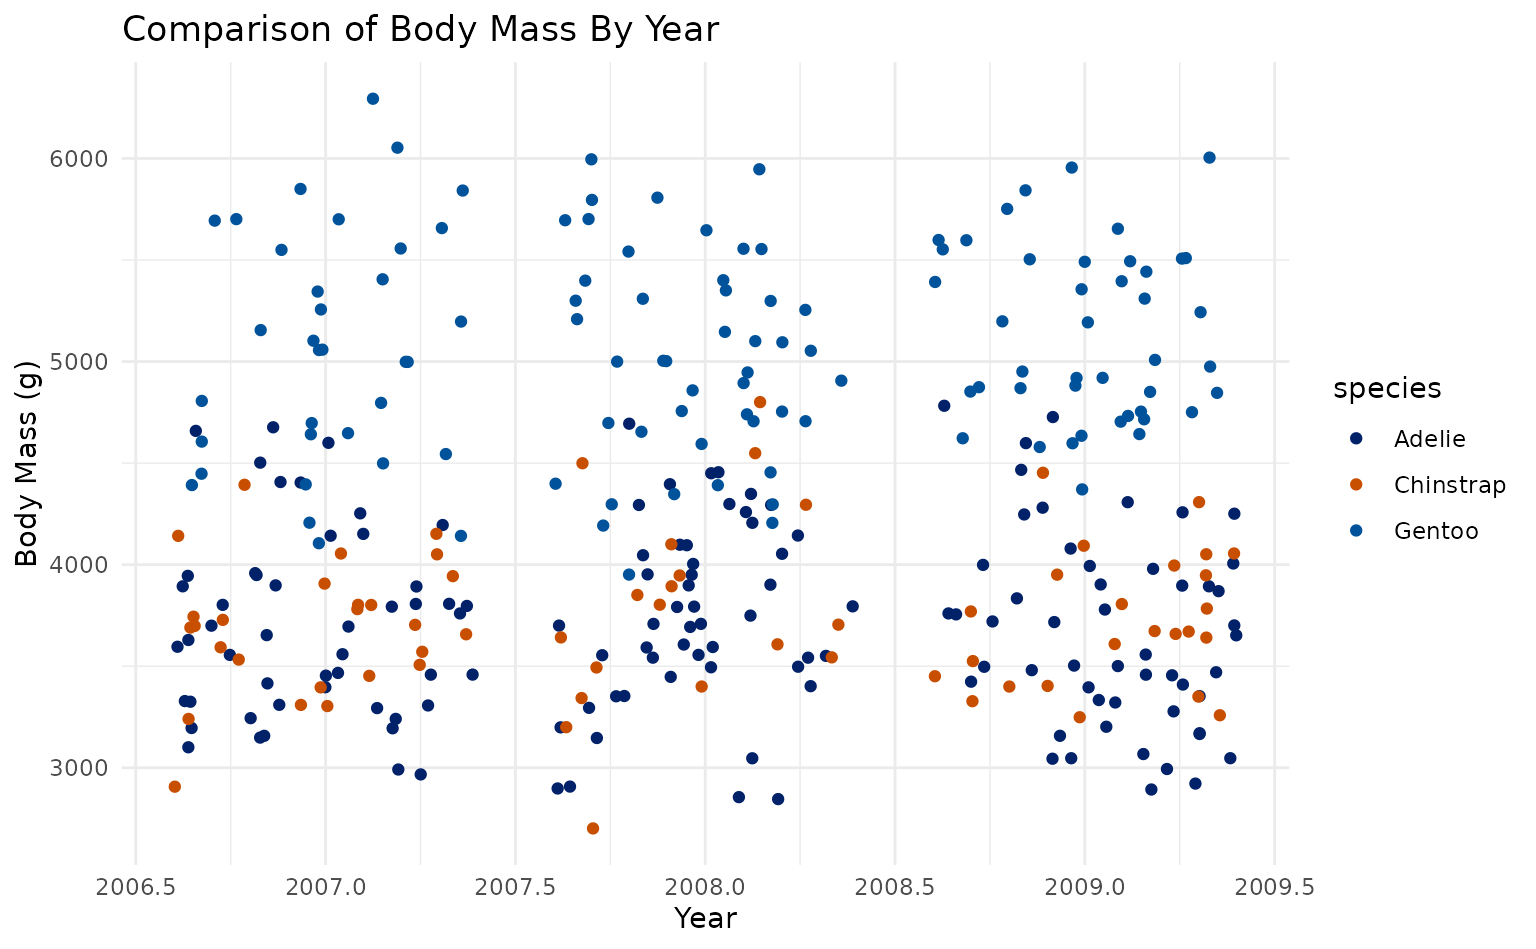 Comparison of Body Mass By Year
6000
5000
4000
3000
Body Mass (g)
2006.5
2007.0
2007.5
2008.0
2008.5
2009.0
2009.5
Year
species
Adelie
Chinstrap
Gentoo